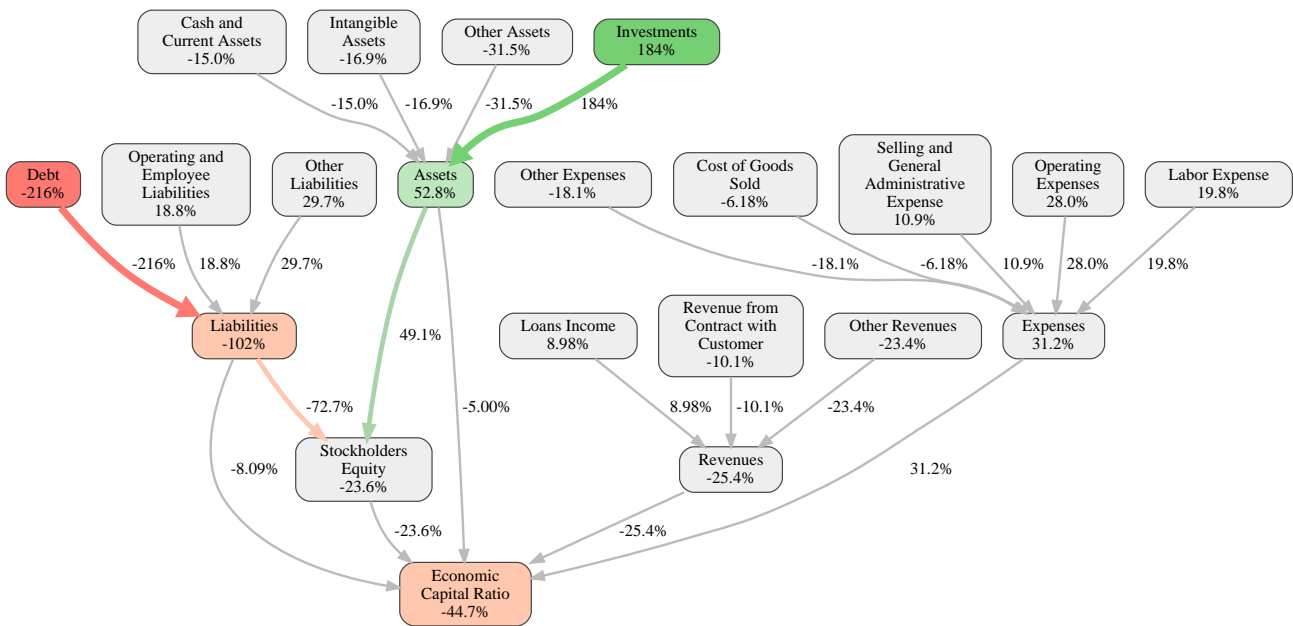 Cash and
Current Assets
-15.0%
Intangible
Assets
-16.9%
Other Assets
-31.5%
Investments
184%
-15.0%
-16.9%
-31.5%
184%
Debt
-216%
Operating and
Employee
Liabilities
18.8%
Other
Liabilities
29.7%
Assets
52.8%
Other Expenses
-18.1%
Cost of Goods
Sold
-6.18%
Selling and
General
Administrative
Expense
10.9%
Operating
Expenses
28.0%
Labor Expense
19.8%
-216%
18.8%
29.7%
-18.1%
-6.18%
10.9%
28.0%
19.8%
Liabilities
-102%
49.1%
Loans Income
8.98%
Revenue from
Contract with
Customer
-10.1%
Other Revenues
-23.4%
Expenses
31.2%
-72.7%
-5.00%
8.98%
-10.1%
-23.4%
Stockholders
Equity
-23.6%
Revenues
-25.4%
-8.09%
31.2%
-23.6%
-25.4%
Economic
Capital Ratio
-44.7%